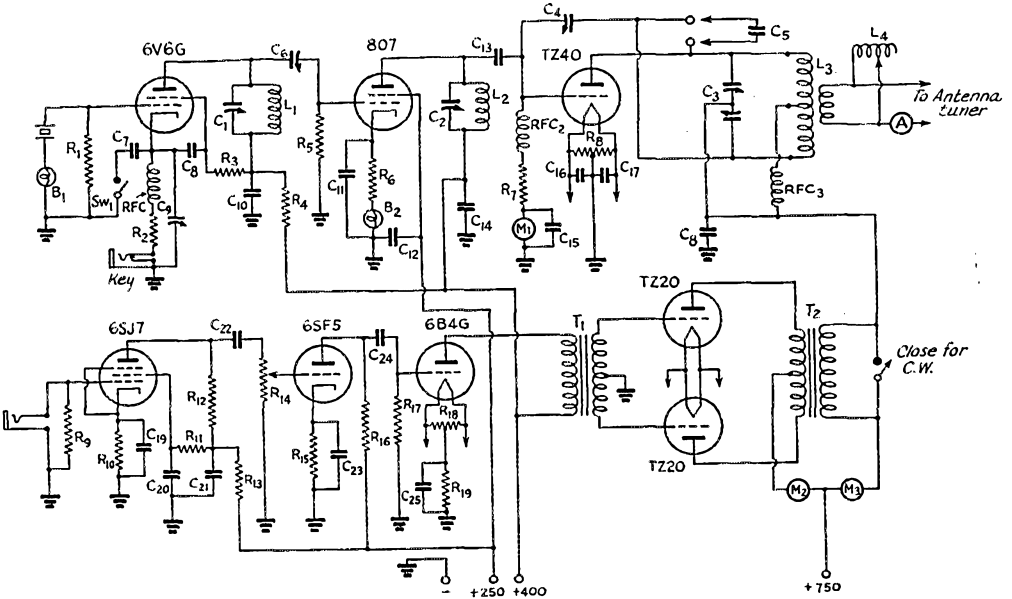 C4
C5
6V6G
C6
807
C13
TZ40
L4
L1
L2
L3
C1
C2
C3
To Antenna
tuner
A
R1
C7
R5
RFC2
R8
C8
R3
C11
R6
R7
C16
C17
B1
SW1
RFC
C9
C10
R4
B2
C14
M1
C15
RFC3
R2
C12
C8
Key
TZ20
6SJ7
C22
6SF5
C24
6B4G
T1
T2
Close for
C.W.
R12
R14
R17
R18
R9
C19
R11
R16
R10
R15
C23
TZ20
C20
C21
R13
C25
R19
M2
M3
-
+250
+400
+750